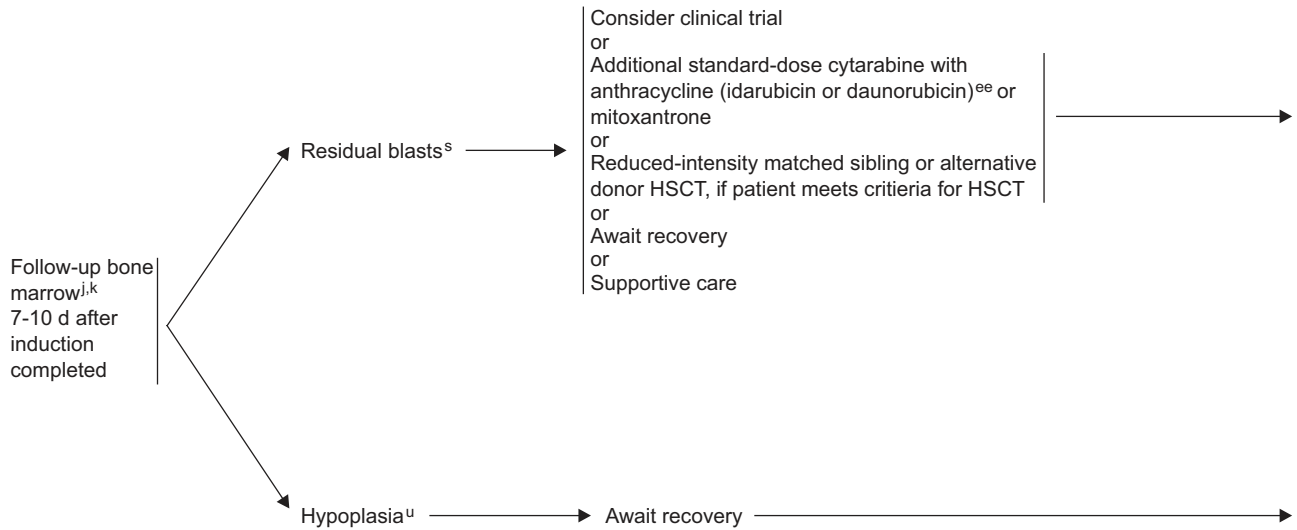 Follow-up bone
marrowj,k
7-10 d after
induction
completed
Residual blastss
Consider clinical trial
or
Additional standard-dose cytarabine with
anthracycline (idarubicin or daunorubicin)ee or
mitoxantrone
or
Reduced-intensity matched sibling or alternative
donor HSCT, if patient meets critieria for HSCT
or
Await recovery
or
Supportive care
Hypoplasiau
Await recovery